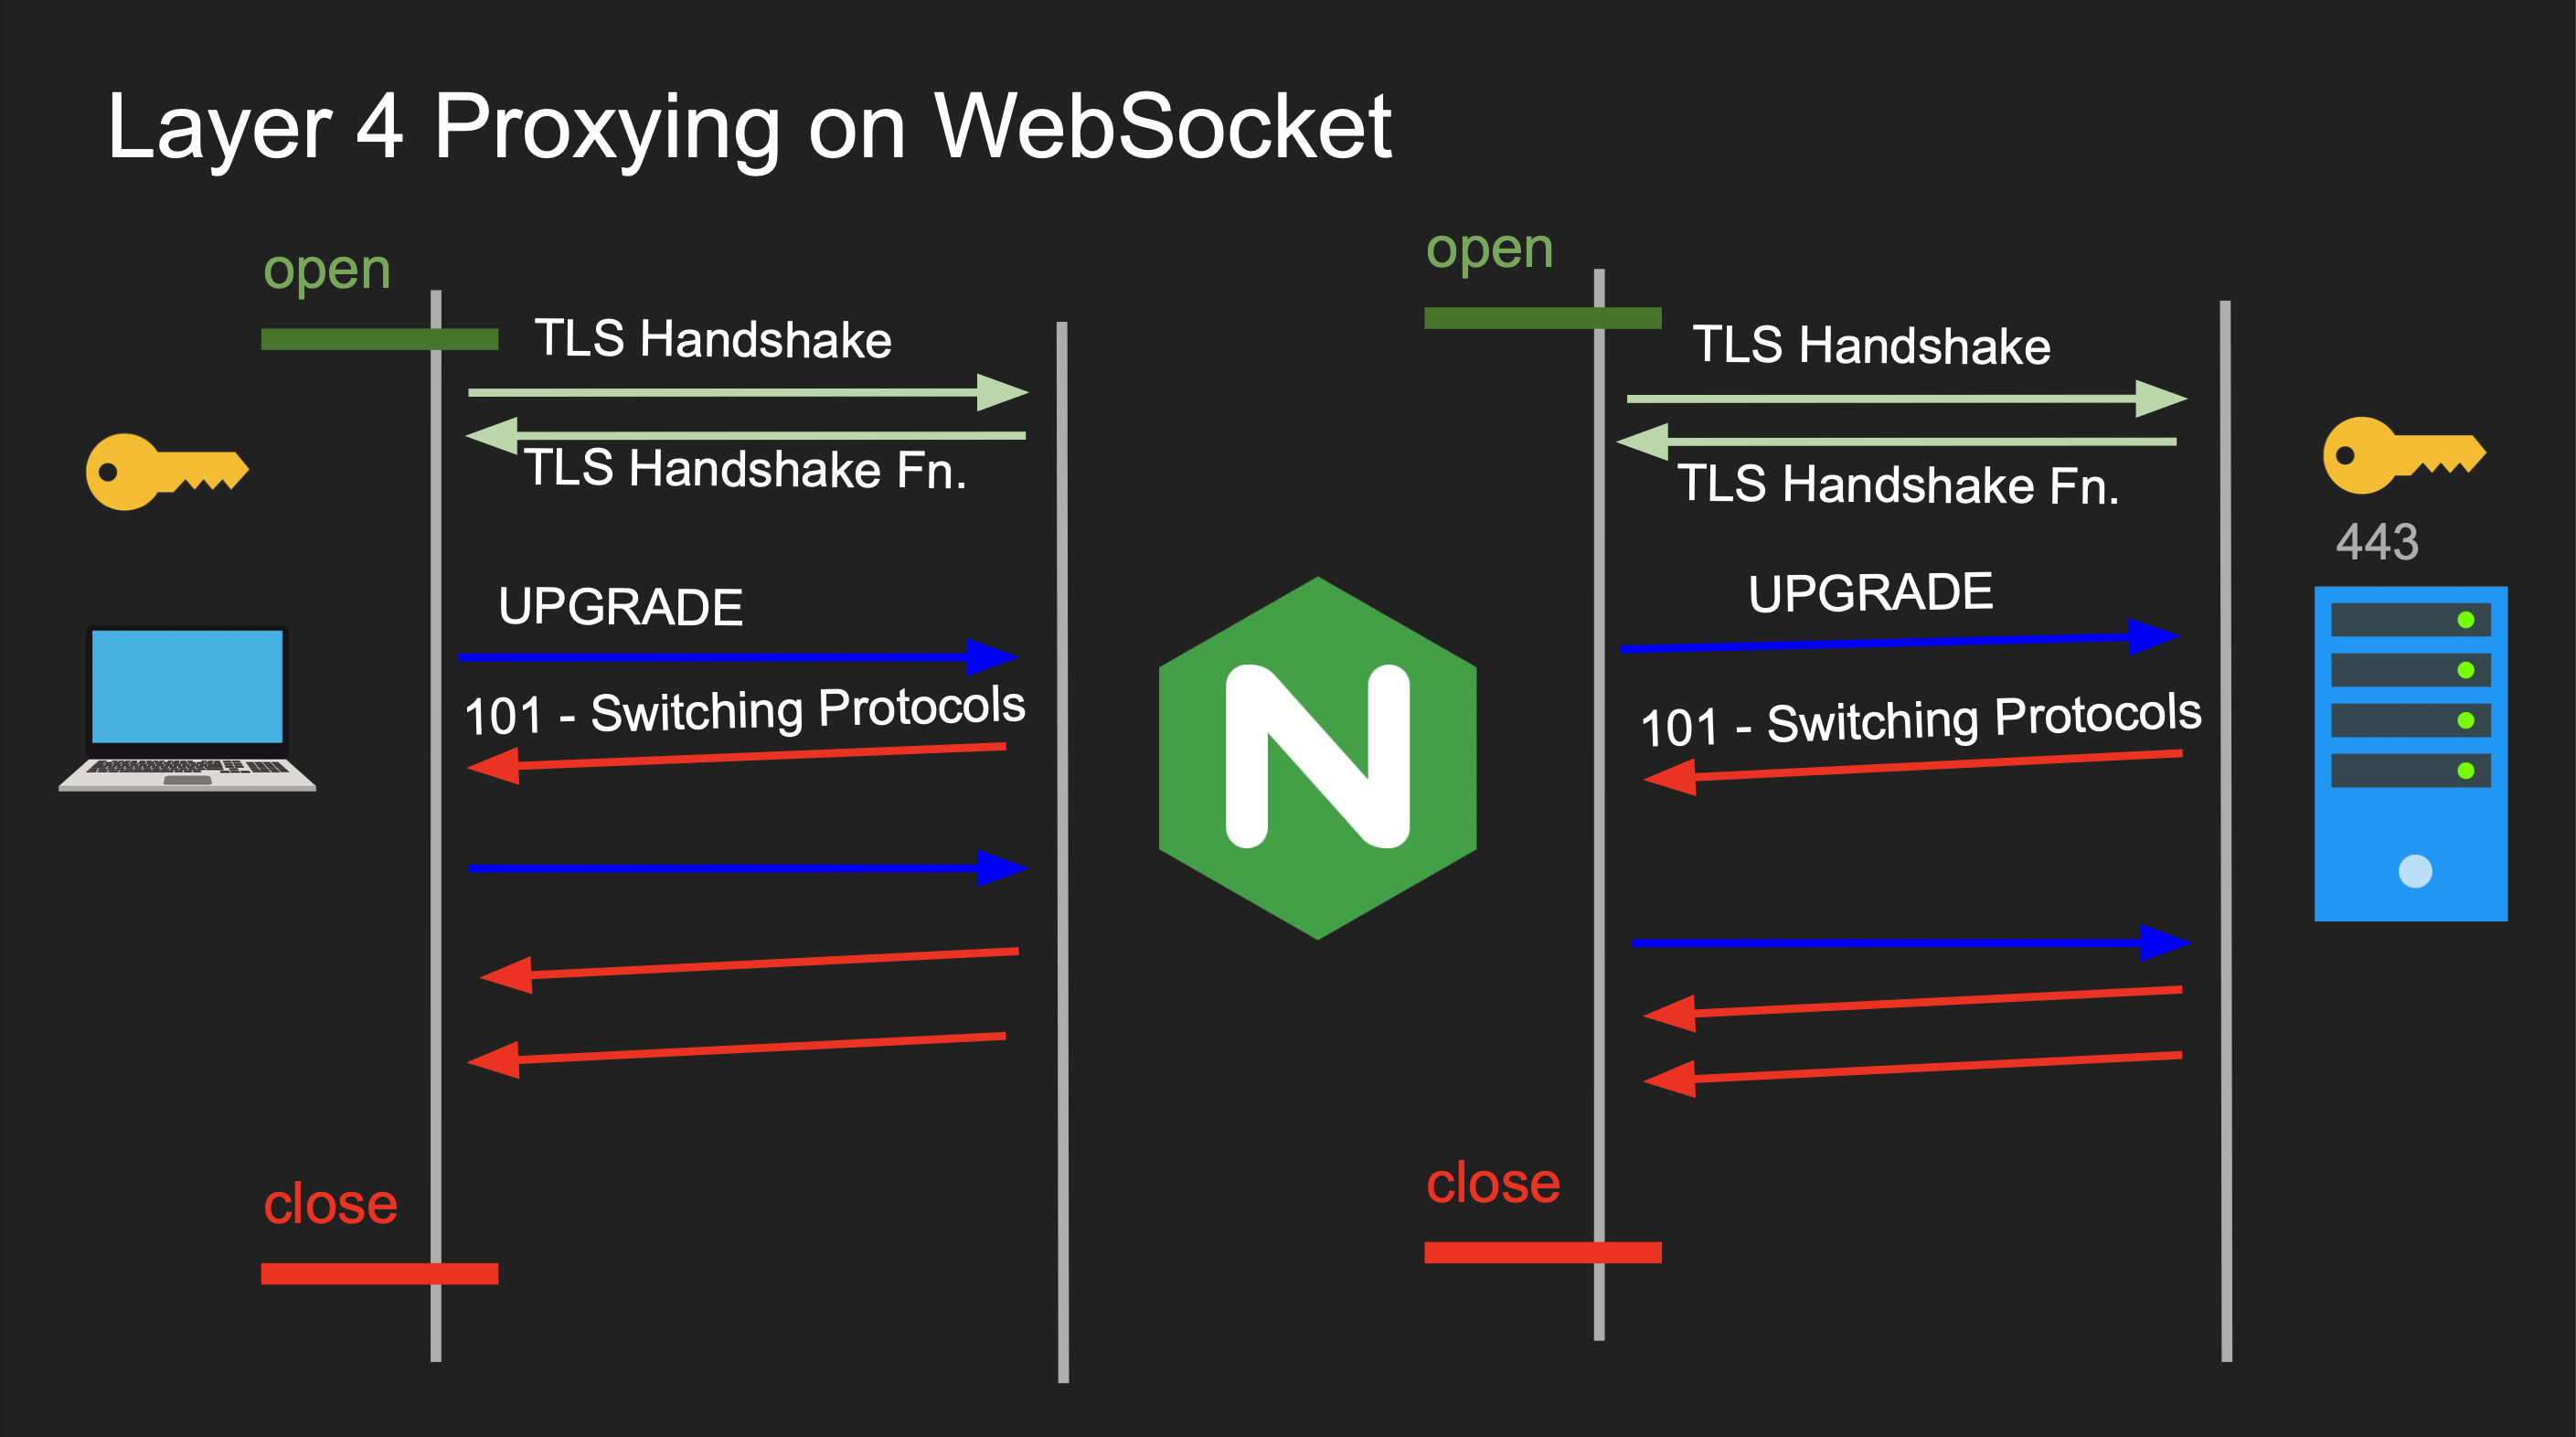 Layer 4 Proxying on WebSocket
open
TLS Handshake
TLS Handshake Fn.
UPGRADE
101 - Switching Protocols
close
N
open
TLS Handshake
TLS Handshake Fn.
UPGRADE
101 - Switching Protocols
close
443